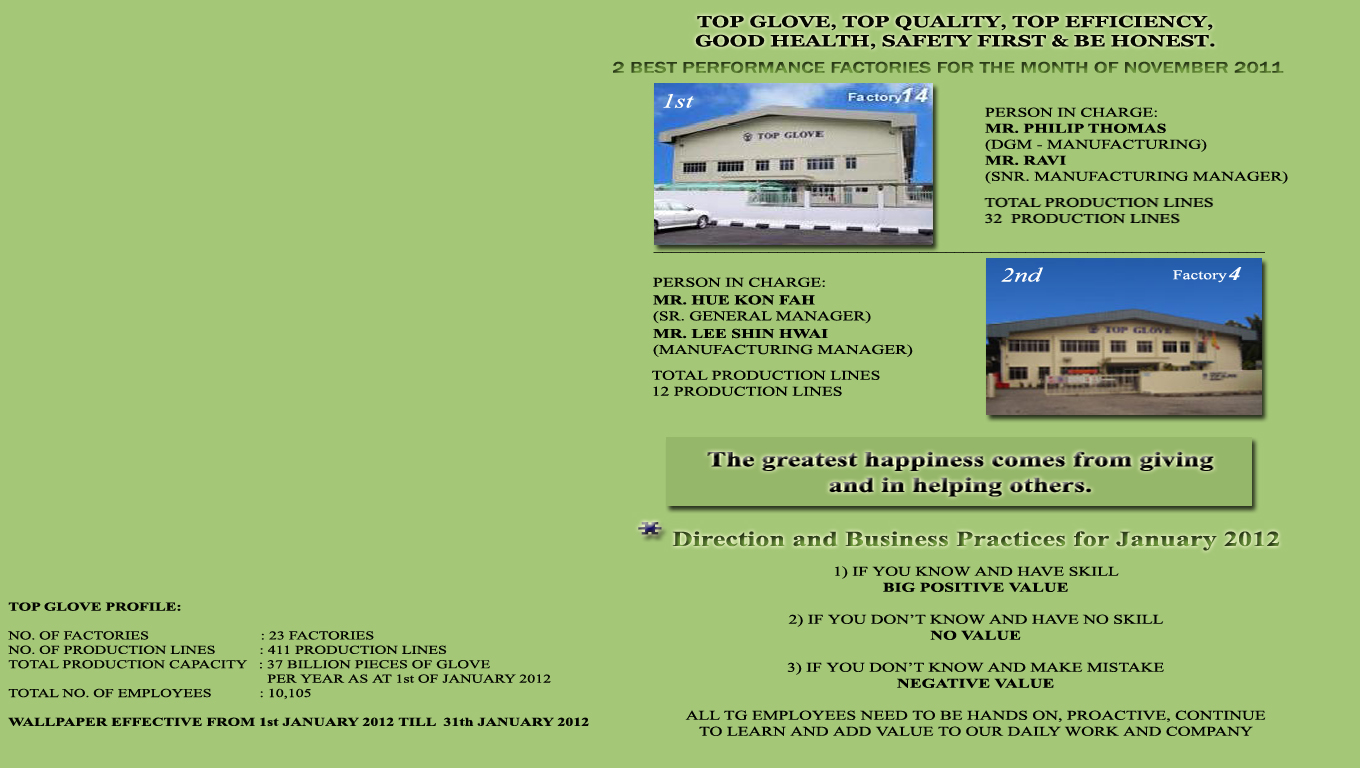 TOP GLOVE, TOP QUALITY, TOP EFFICIENCY,
GOOD HEALTH, SAFETY FIRST & BE HONEST.
2 BEST PERFORMANCE FACTORIES FOR THE MONTH OF NOVEMBER 2011
1st
Factory14
TOP GLOVE
PERSON IN CHARGE:
MR. PHILIP THOMAS
(DGM - MANUFACTURING)
MR. RAVI
(SNR. MANUFACTURING MANAGER)
TOTAL PRODUCTION LINES
32 PRODUCTION LINES
PERSON IN CHARGE:
MR. HUE KON FAH
(SR. GENERAL MANAGER)
MR. LEE SHIN HWAI
(MANUFACTURING MANAGER)
TOTAL PRODUCTION LINES
12 PRODUCTION LINES
2nd
Factory4
TOP GLOVE
The greatest happiness comes from giving
and in helping others.
Direction and Business Practices for January 2012
1) IF YOU KNOW AND HAVE SKILL
BIG POSITIVE VALUE
2) IF YOU DON'T KNOW AND HAVE NO SKILL
NO VALUE
3) IF YOU DON'T KNOW AND MAKE MISTAKE
NEGATIVE VALUE
ALL TG EMPLOYEES NEED TO BE HANDS ON, PROACTIVE, CONTINUE
TO LEARN AND ADD VALUE TO OUR DAILY WORK AND COMPANY
TOP GLOVE PROFILE:
NO. OF FACTORIES : 23 FACTORIES
NO. OF PRODUCTION LINES : 411 PRODUCTION LINES
TOTAL PRODUCTION CAPACITY : 37 BILLION PIECES OF GLOVE
PER YEAR AS AT 1st OF JANUARY 2012
TOTAL NO. OF EMPLOYEES : 10,105
WALLPAPER EFFECTIVE FROM 1st JANUARY 2012 TILL 31th JANUARY 2012